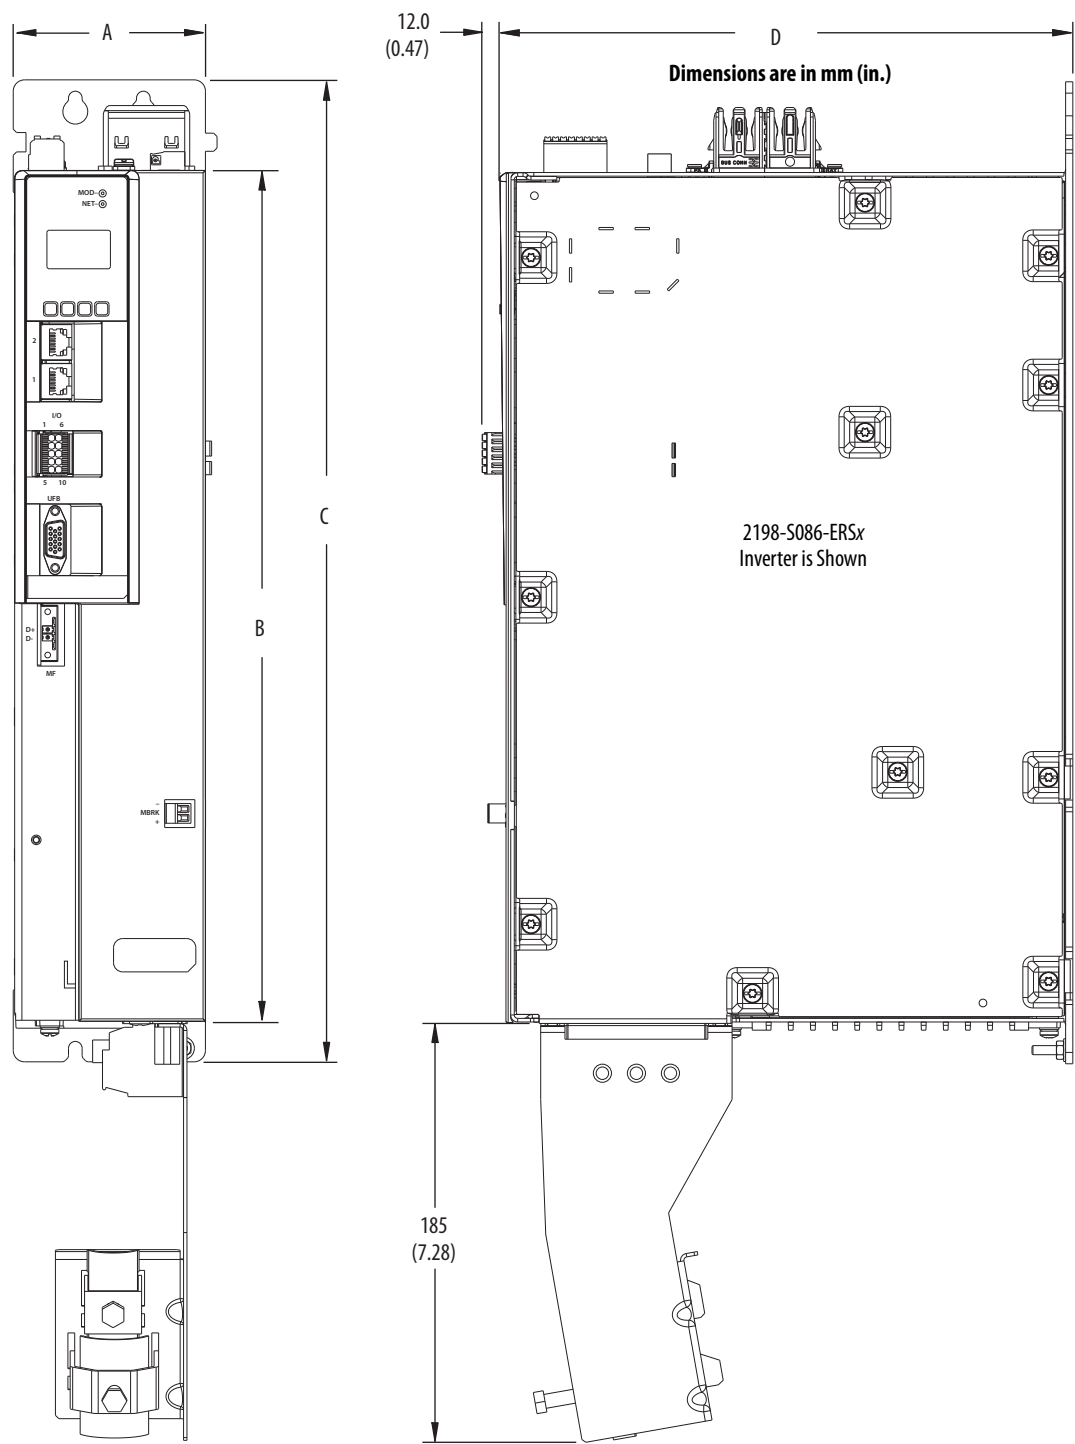 A
12.0
(0.47)
D
Dimensions are in mm (in.)
BUS CONN
MOD
NET
2
1
I/O
1 6
5 10
UFB
C
2198-S086-ERSx
Inverter is Shown
B
D+
D-
MF
–
MBRK
+
185
(7.28)